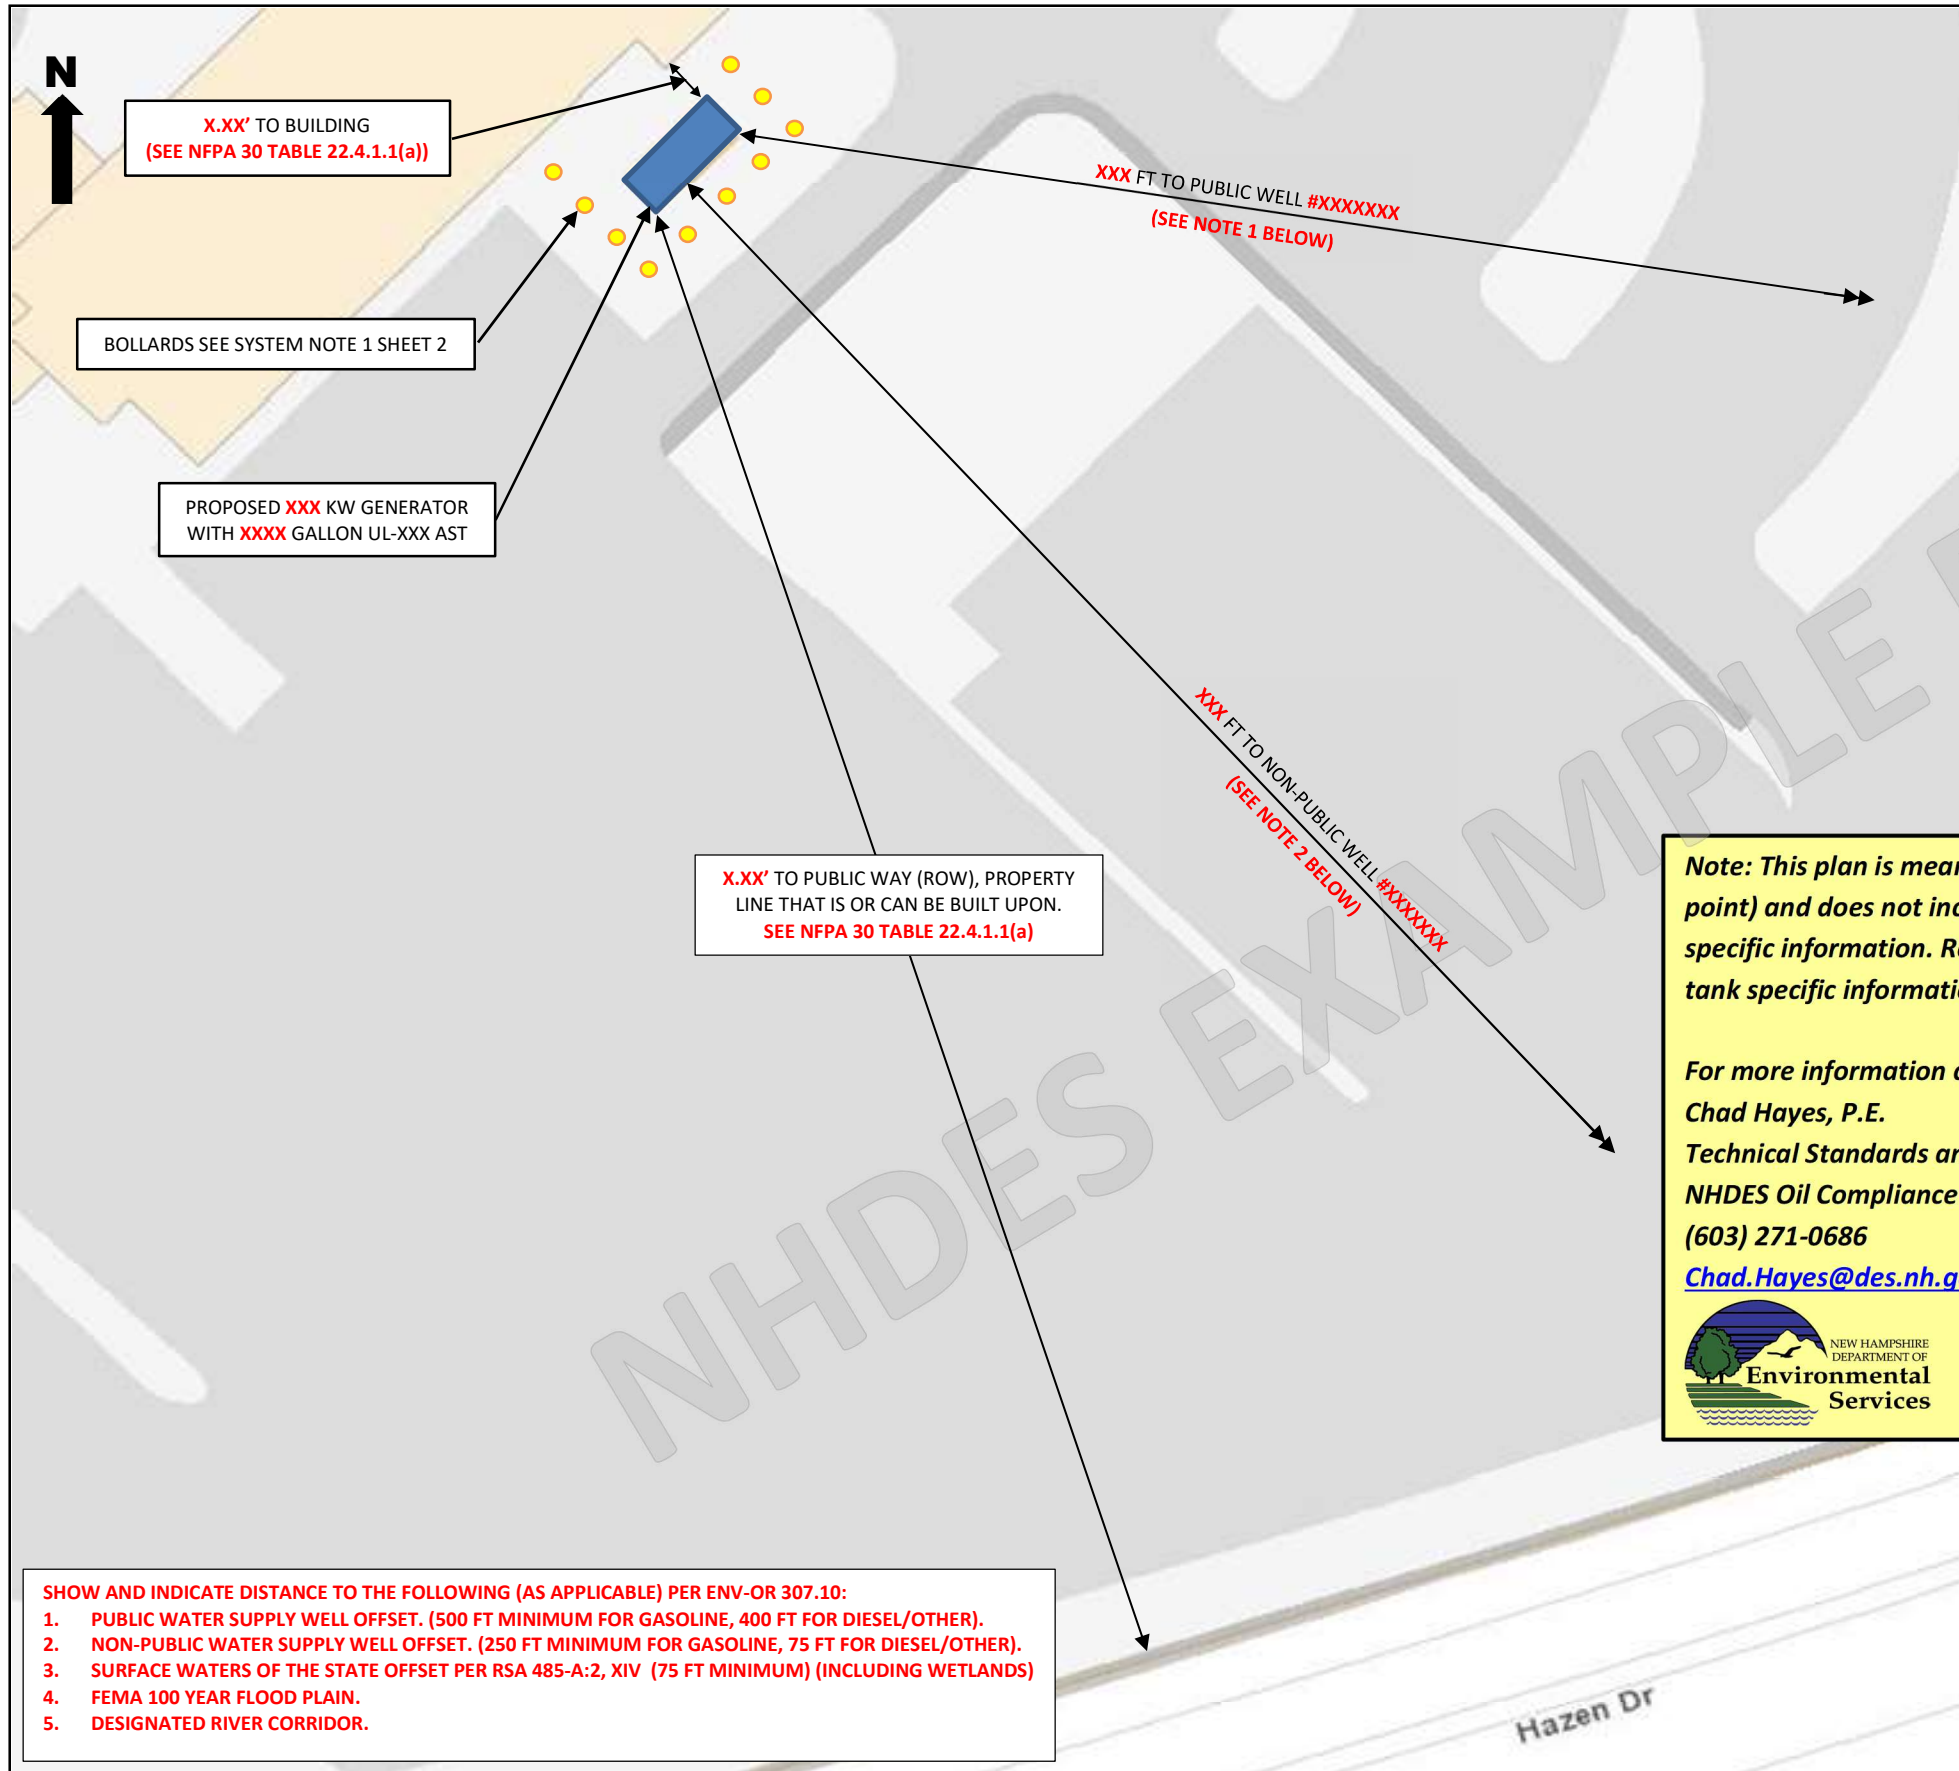 N
X.XX' TO BUILDING
(SEE NFPA 30 TABLE 22.4.1.1(a))
XXX FT TO PUBLIC WELL #XXXXXXX
(SEE NOTE 1 BELOW)
BOLLARDS SEE SYSTEM NOTE 1 SHEET 2
PROPOSED XXX KW GENERATOR
WITH XXXX GALLON UL-XXX AST
XXX FT TO NON-PUBLIC WELL #XXXXXXX
(SEE NOTE 2 BELOW)
X.XX' TO PUBLIC WAY (ROW), PROPERTY
LINE THAT IS OR CAN BE BUILT UPON.
SEE NFPA 30 TABLE 22.4.1.1(a)
NHDES EXAMPLE
Note: This plan is
point) and does not
specific information.
tank specific
For more information
Chad Hayes, P.E.
Technical Standards
NHDES Oil Compliance
(603) 271-0686
Chad.Hayes@des.nh.g
NEW HAMPSHIRE
DEPARTMENT OF
Environmental
Services
SHOW AND INDICATE DISTANCE TO THE FOLLOWING (AS APPLICABLE) PER ENV-OR 307.10:
1. PUBLIC WATER SUPPLY WELL OFFSET. (500 FT MINIMUM FOR GASOLINE, 400 FT FOR DIESEL/OTHER).
2. NON-PUBLIC WATER SUPPLY WELL OFFSET. (250 FT MINIMUM FOR GASOLINE, 75 FT FOR DIESEL/OTHER).
3. SURFACE WATERS OF THE STATE OFFSET PER RSA 485-A:2, XIV (75 FT MINIMUM) (INCLUDING WETLANDS)
4. FEMA 100 YEAR FLOOD PLAIN.
5. DESIGNATED RIVER CORRIDOR.
Hazen Dr